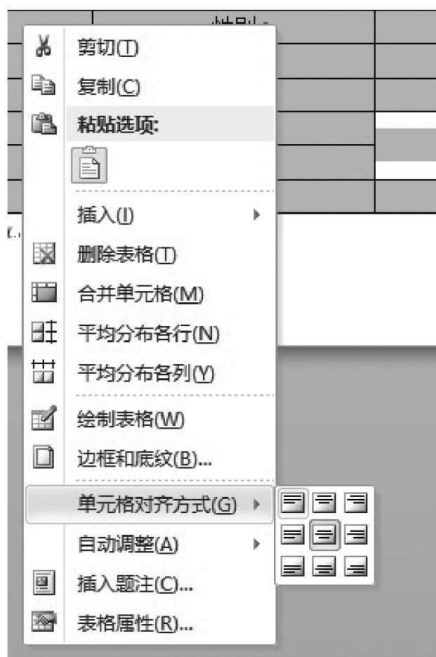 性别
剪切(T)
复制(C)
粘贴选项:
插入(I)
删除表格(T)
合并单元格(M)
平均分布各行(N)
平均分布各列(Y)
绘制表格(W)
边框和底纹(B)...
单元格对齐方式(G)
自动调整(A)
插入题注(C)...
表格属性(R)...